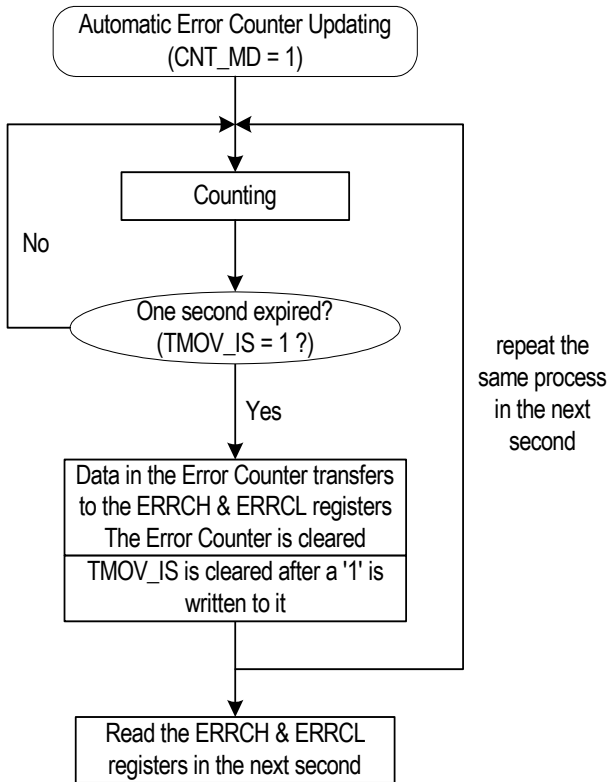 Automatic Error Counter Updating
(CNT_MD = 1)
Counting
No
One second expired?
(TMOV_IS = 1 ?)
repeat the
same process
in the next
second
Yes
Data in the Error Counter transfers
to the ERRCH & ERRCL registers
The Error Counter is cleared
TMOV_IS is cleared after a '1' is
written to it
Read the ERRCH & ERRCL
registers in the next second